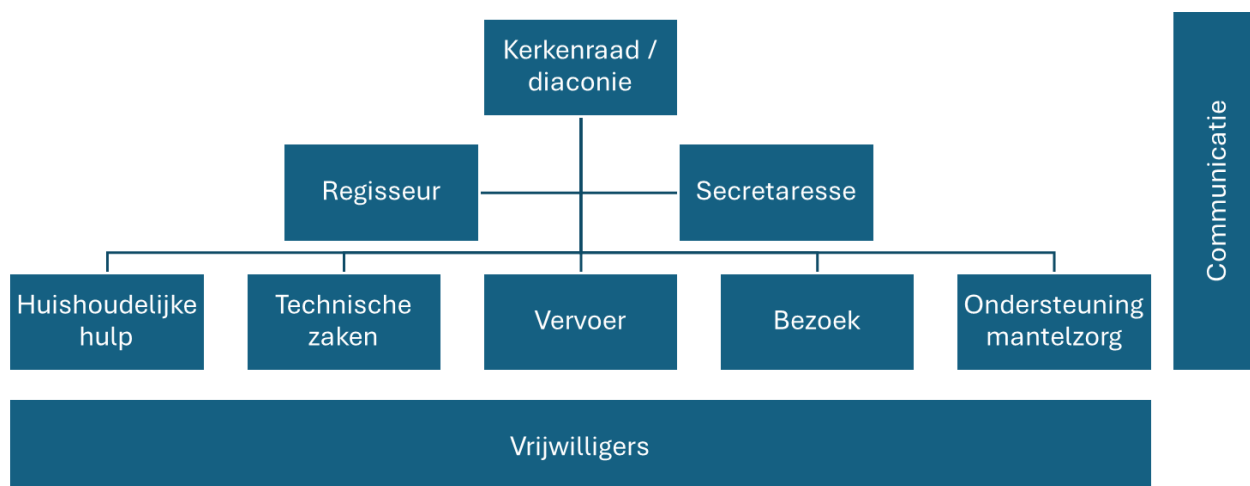 Kerkenraad /
diaconie
Regisseur
Secretaresse
Huishoudelijke
hulp
Technische
zaken
Vervoer
Bezoek
Ondersteuning
mantelzorg
Vrijwilligers
Communicatie